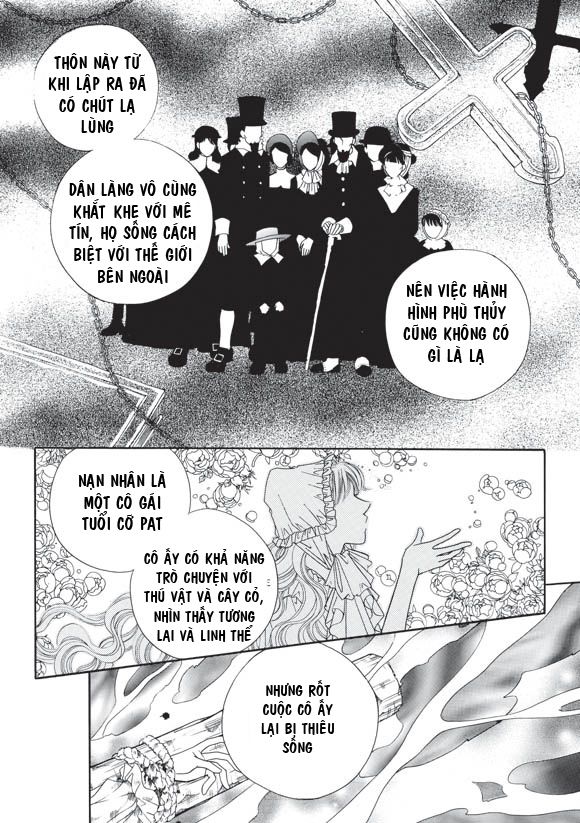 THÔN NÀY TỪ
KHI LẬP RA ĐÃ
CÓ CHÚT LẠ
LÙNG
DÂN LÀNG VÔ CÙNG
KHẮT KHE VỚI MÊ
TÍN, HỌ SỐNG CÁCH
BIỆT VỚI THẾ GIỚI
BÊN NGOÀI
NÊN VIỆC HÀNH
HÌNH PHÙ THỦY
CŨNG KHÔNG CÓ
GÌ LÀ LẠ
NẠN NHÂN LÀ
MỘT CÔ GÁI
TUỔI CỠ PAT
CÔ ẤY CÓ KHẢ NĂNG
TRÒ CHUYỆN VỚI
THÚ VẬT VÀ CÂY CỎ,
NHÌN THẤY TƯƠNG
LAI VÀ LINH THỂ
NHƯNG RỐT
CUỘC CÔ ẤY
LẠI BỊ THIÊU
SỐNG